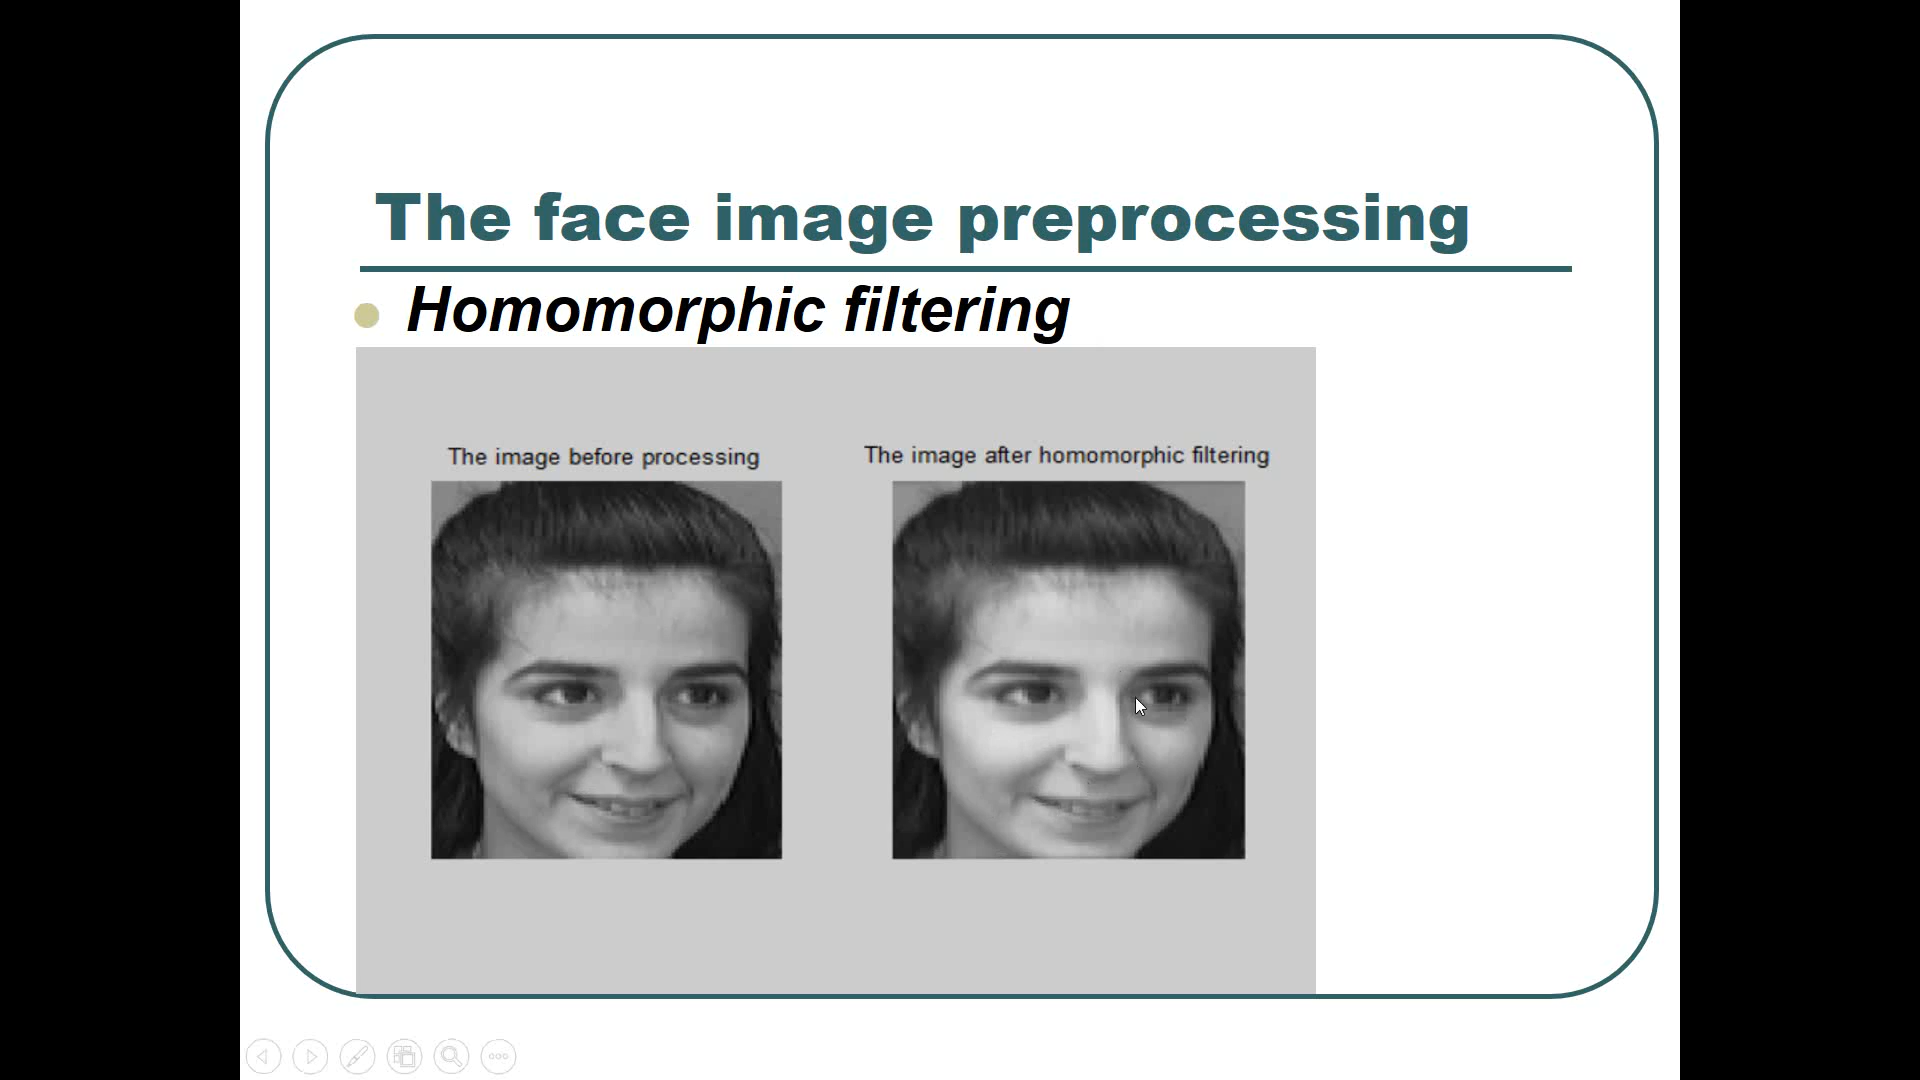 The face image preprocessing
Homomorphic filtering
The image before processing
The image after homomorphic filtering